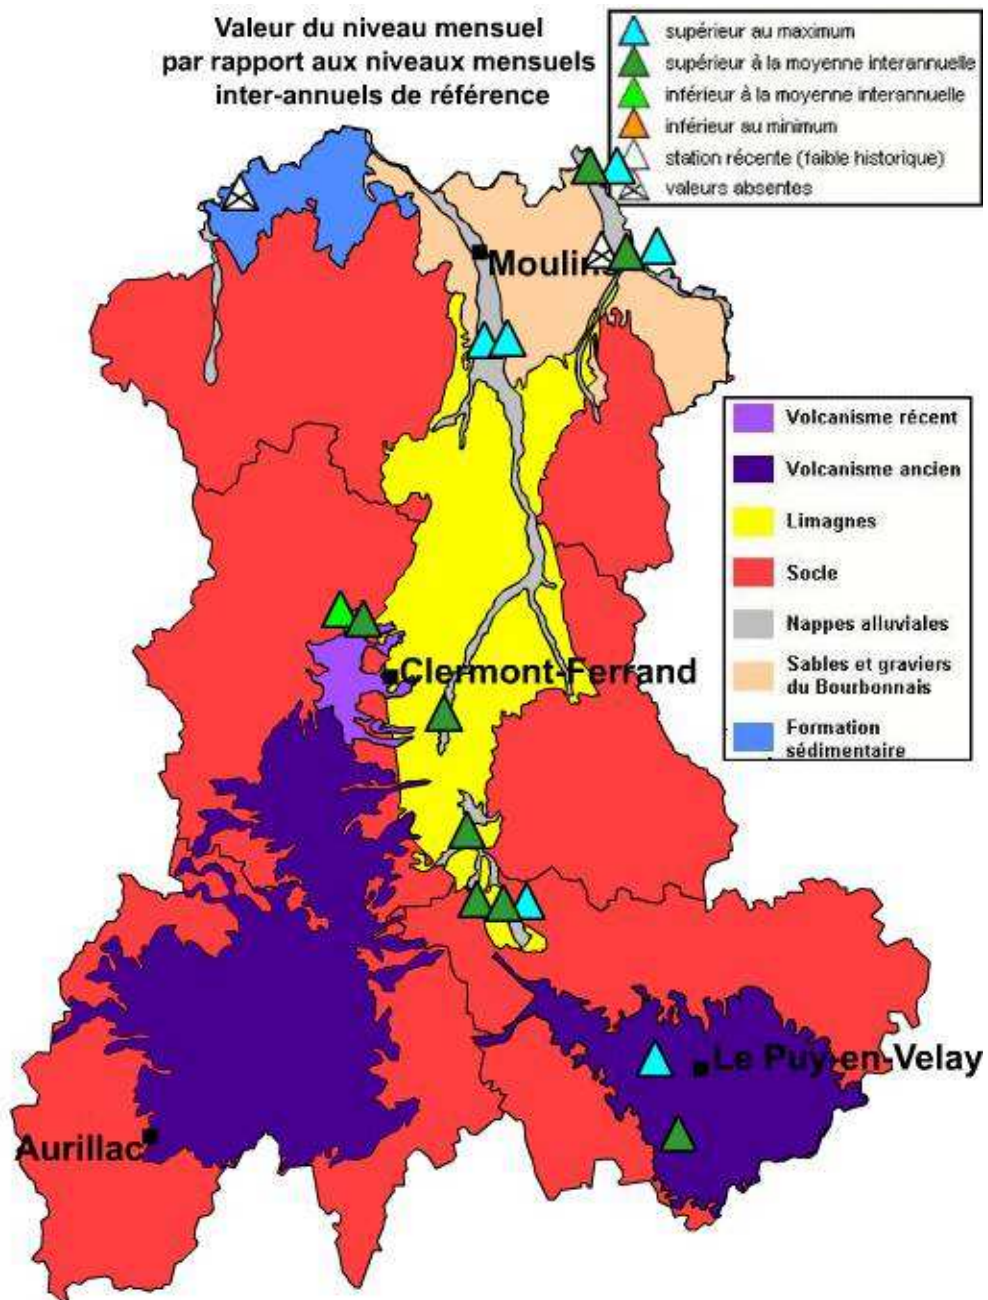 Valeur du niveau mensuel
par rapport aux niveaux mensuels
inter-annuels de référence
supérieur au maximum
supérieur à la moyenne interannuelle
inférieur à la moyenne interannuelle
inférieur au minimum
station récente (faible historique)
valeurs absentes
Moulins
Volcanisme récent
Volcanisme ancien
Limagnes
Socle
Nappes alluviales
Sables et graviers
du Bourbonnais
Formation
sédimentaire
Clermont-Ferrand
Le Puy-en-Velay
Aurillac